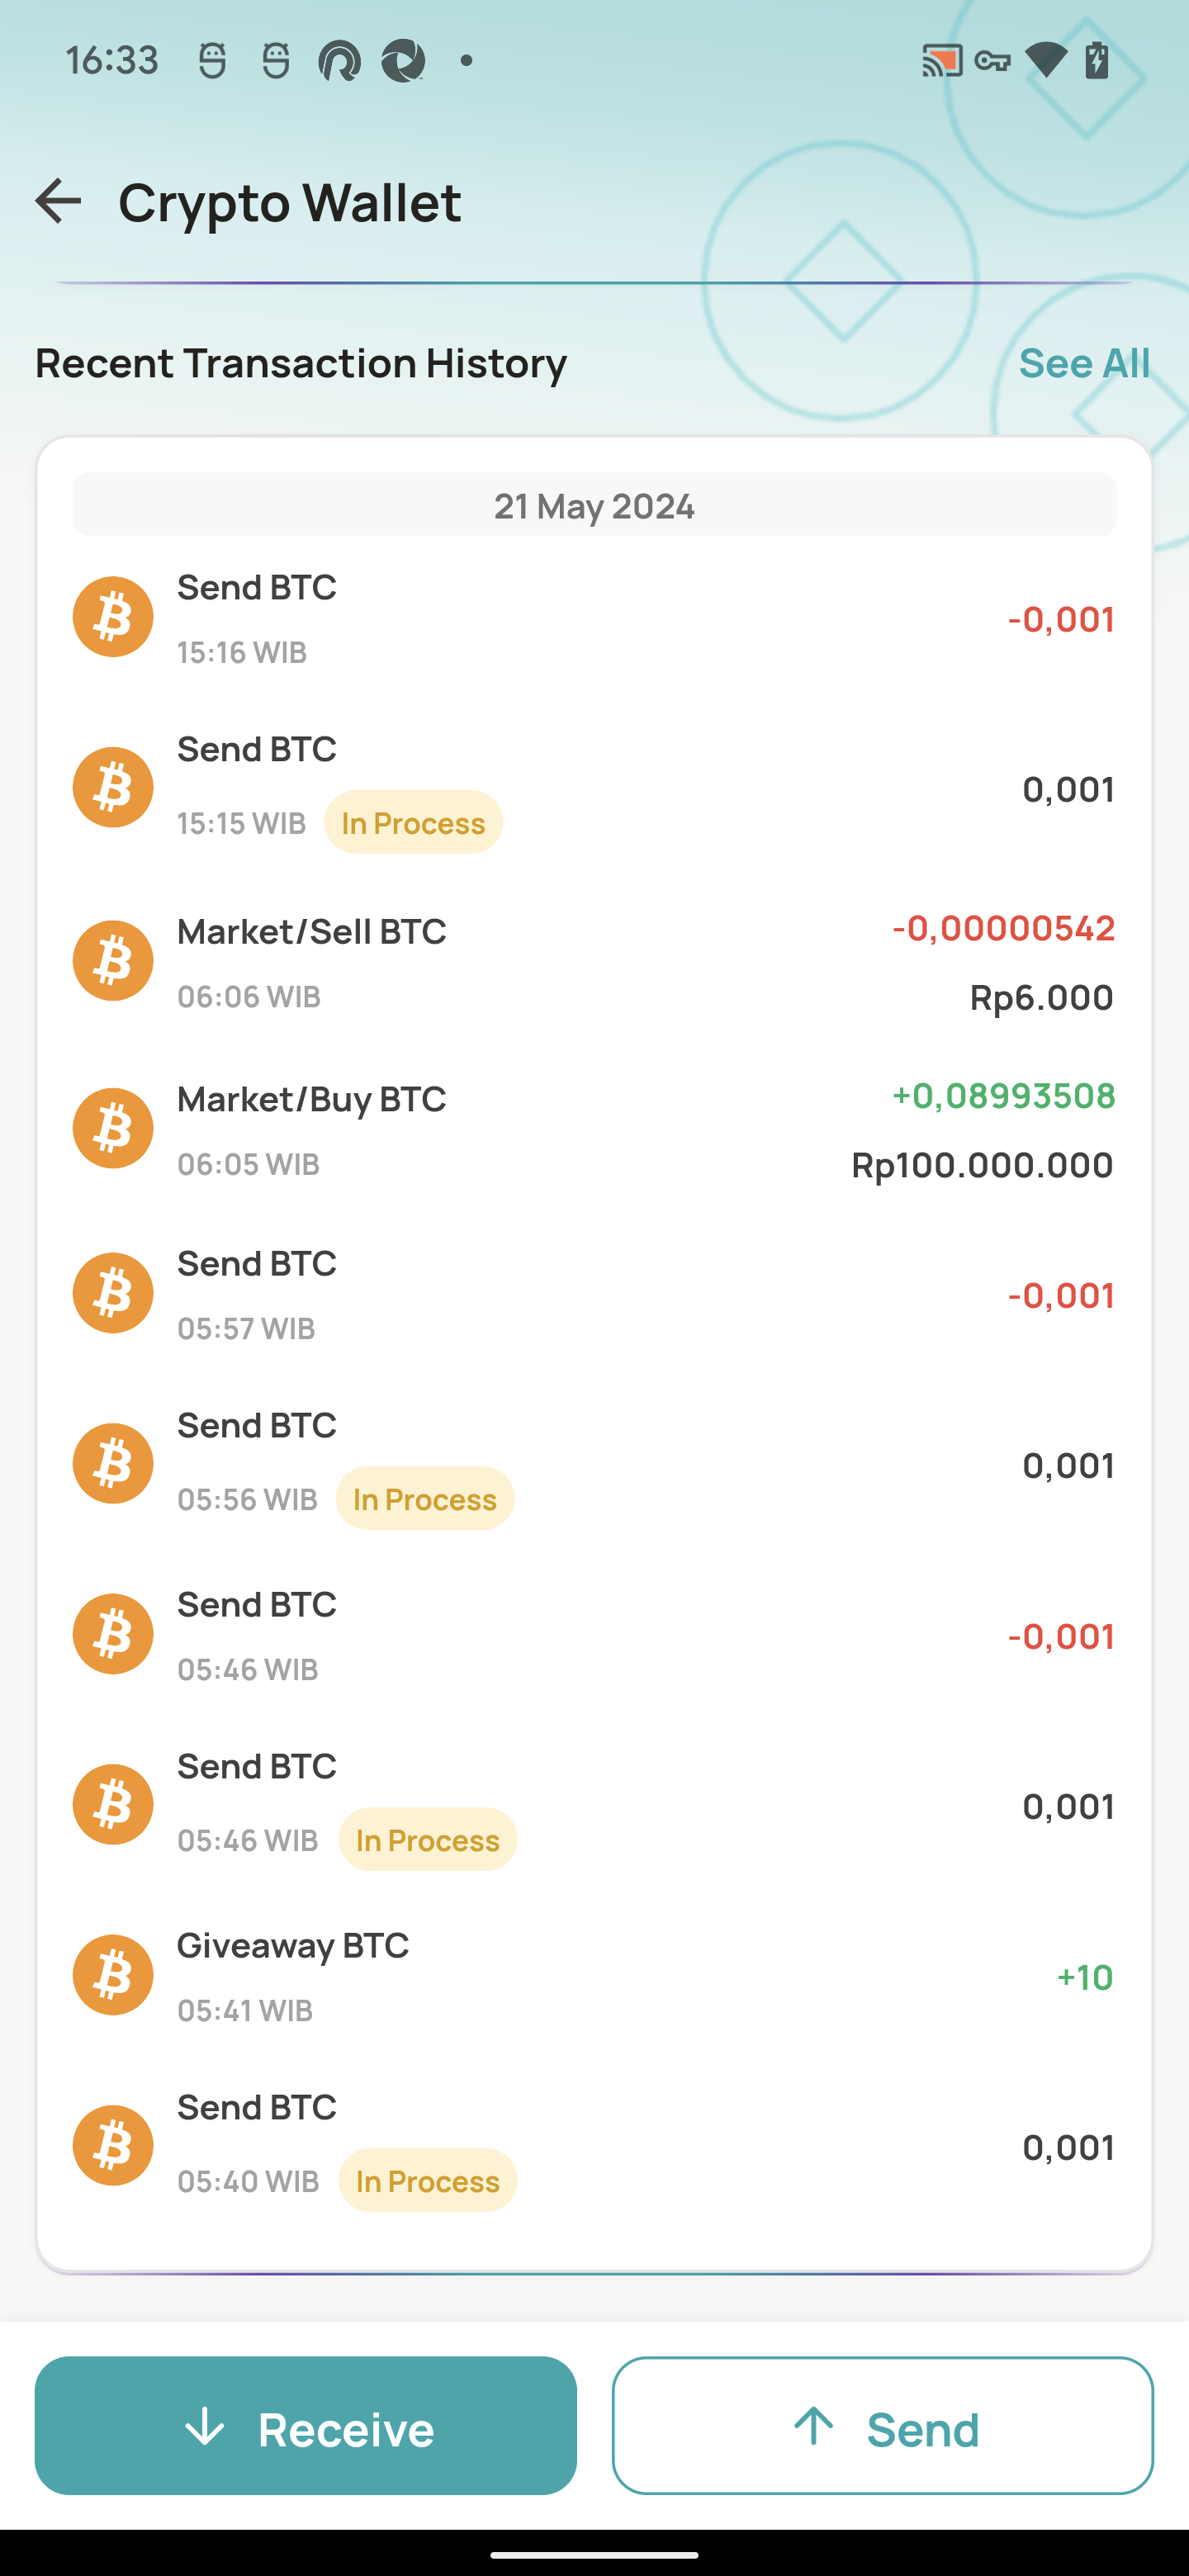 16:33
Crypto Wallet
Recent Transaction History See All
21 May 2024
Send BTC
-0,001
15:16 WIB
Send BTC
0,001
15:15 WIB In Process
Market/Sell BTC -0,00000542
06:06 WIB Rp6.000
Market/Buy BTC +0,08993508
06:05 WIB Rp100.000.000
Send BTC
-0,001
05:57 WIB
Send BTC
0,001
05:56 WIB In Process
Send BTC
-0,001
05:46 WIB
Send BTC
0,001
05:46 WIB In Process
Giveaway BTC
+10
05:41 WIB
Send BTC
0,001
05:40 WIB In Process
Receive Send